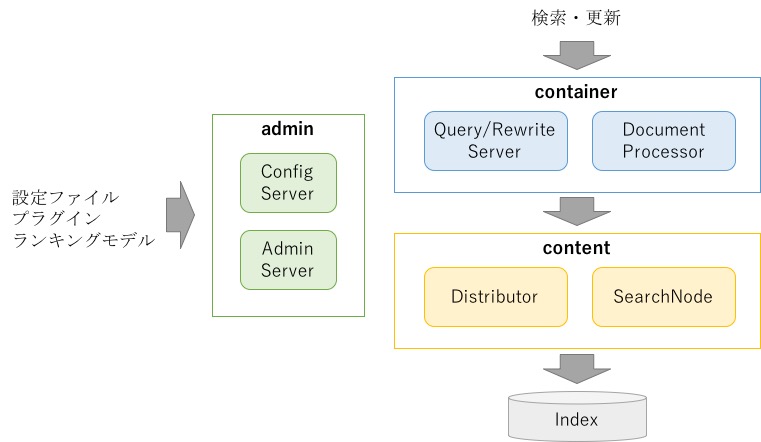 検索・更新
container
Query/Rewrite
Server
Document
Processor
admin
Config
Server
Admin
Server
設定ファイル
プラグイン
ランキングモデル
content
Distributor
SearchNode
Index